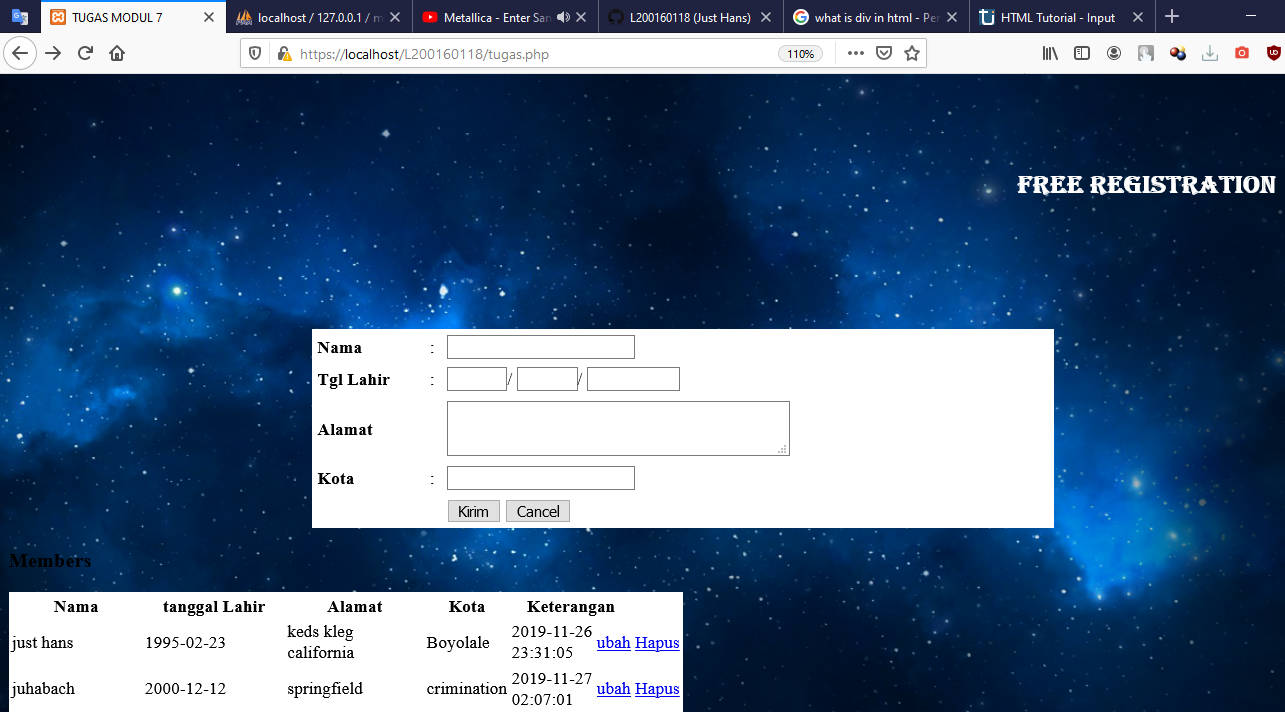 TUGAS MODUL 7
localhost / 127.0.0.1 / m
Metallica - Enter San
L200160118 (Just Hans)
what is div in html - Pen
HTML Tutorial - Input
https://localhost/L200160118/tugas.php
110%
FREE REGISTRATION
Nama :
Tgl Lahir : / /
Alamat
Kota :
Kirim Cancel
Members
Nama tanggal Lahir Alamat Kota Keterangan
just hans 1995-02-23 keds kleg california Boyolale 2019-11-26 23:31:05 ubah Hapus
juhabach 2000-12-12 springfield crimination 2019-11-27 02:07:01 ubah Hapus